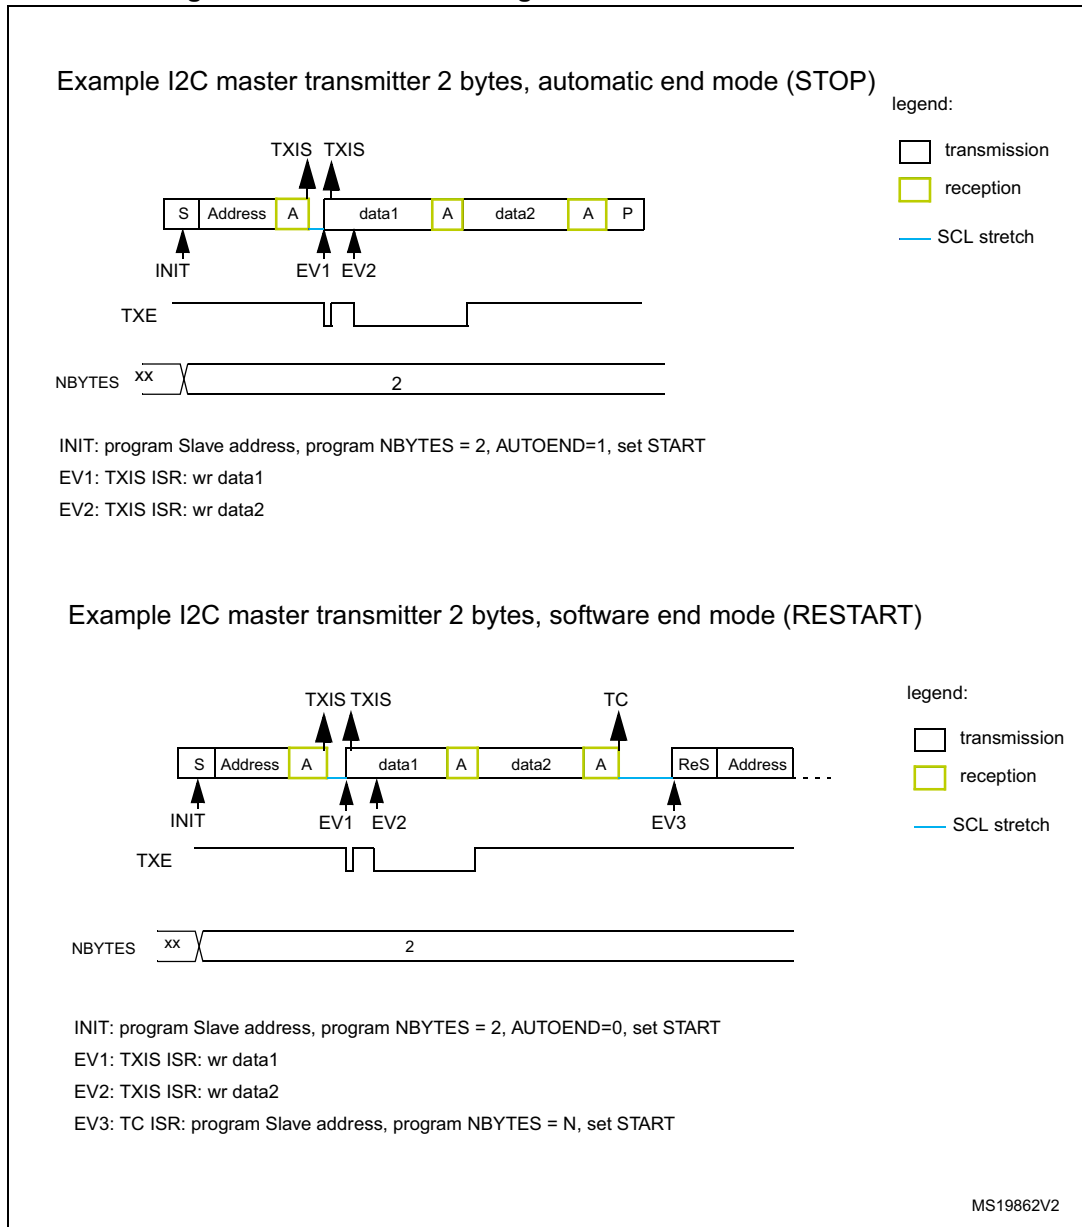 Example I2C master transmitter 2 bytes, automatic end mode (STOP)
legend:
transmission
reception
SCL stretch
TXIS TXIS
S Address A data1 A data2 A P
INIT EV1 EV2
TXE
NBYTES xx 2
INIT: program Slave address, program NBYTES = 2, AUTOEND=1, set START
EV1: TXIS ISR: wr data1
EV2: TXIS ISR: wr data2
Example I2C master transmitter 2 bytes, software end mode (RESTART)
legend:
transmission
reception
SCL stretch
TXIS TXIS TC
S Address A data1 A data2 A ReS Address
INIT EV1 EV2 EV3
TXE
NBYTES xx 2
INIT: program Slave address, program NBYTES = 2, AUTOEND=0, set START
EV1: TXIS ISR: wr data1
EV2: TXIS ISR: wr data2
EV3: TC ISR: program Slave address, program NBYTES = N, set START
MS19862V2